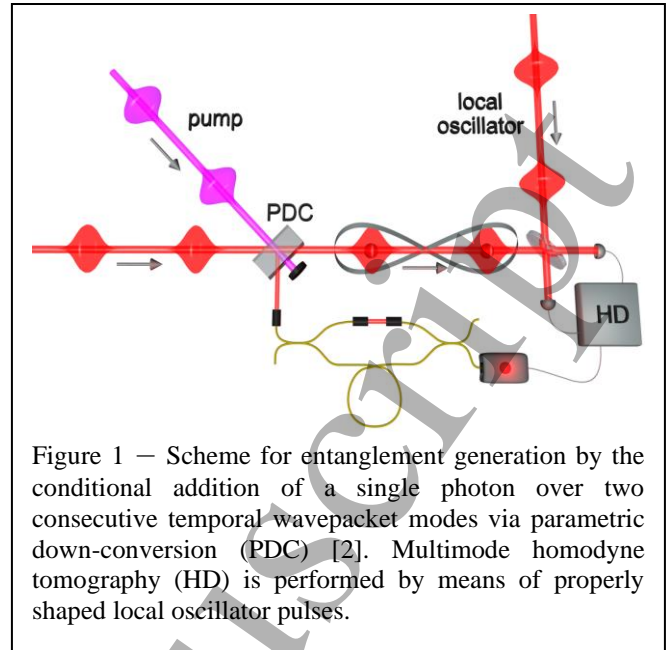 pump
local
oscillator
PDC
HD
Figure 1 — Scheme for entanglement generation by the
conditional addition of a single photon over two
consecutive temporal wavepacket modes via parametric
down-conversion (PDC) [2]. Multimode homodyne
tomography (HD) is performed by means of properly
shaped local oscillator pulses.
uscript